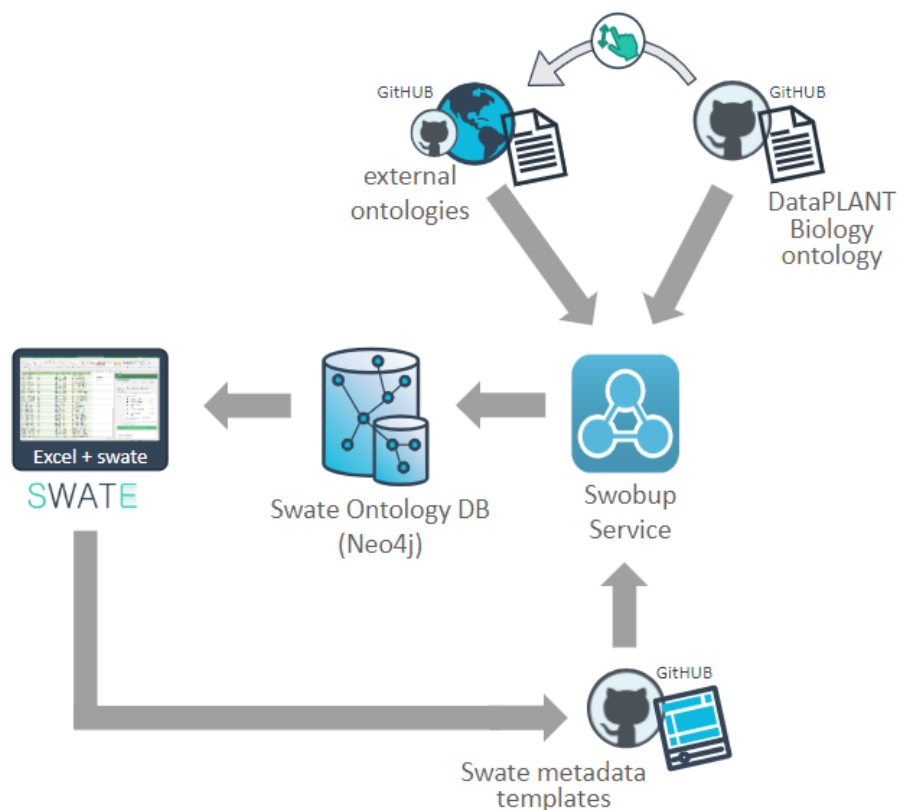 GitHUB
GitHUB
external
ontologies
DataPLANT
Biology
ontology
Excel + swate
SWATE
Swate Ontology DB
(Neo4j)
Swobup
Service
GitHUB
Swate metadata
templates